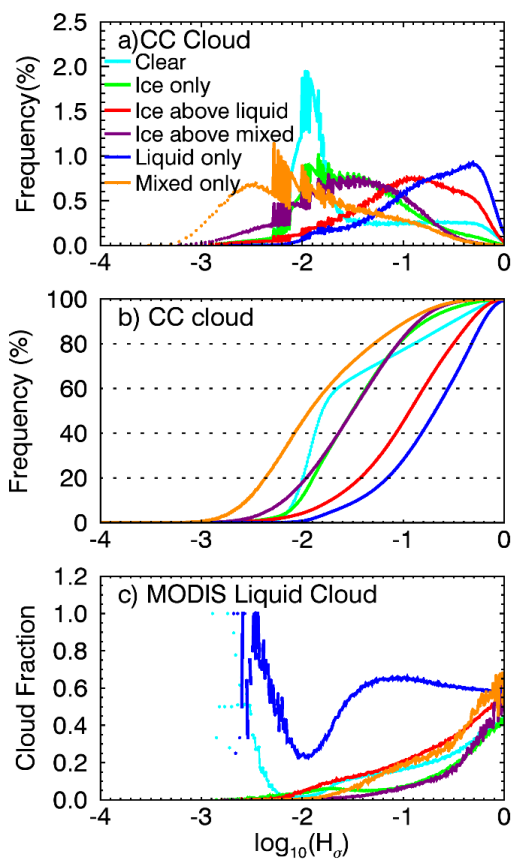 a)CC Cloud
Clear
Ice only
Ice above liquid
Ice above mixed
Liquid only
Mixed only
Frequency(%)
2.5
2.0
1.5
1.0
0.5
0.0
-4 -3 -2 -1 0
b) CC cloud
Frequency (%)
100
80
60
40
20
0
-4 -3 -2 -1 0
c) MODIS Liquid Cloud
Cloud Fraction
1.2
1.0
0.8
0.6
0.4
0.2
0.0
-4 -3 -2 -1 0
log₁₀(H_σ)